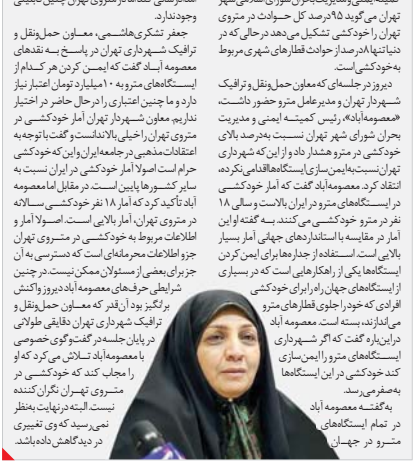 کمیته ایمنی و مدیریت بحران شورای اسلامی شهر
تهران می‌گوید ۹۵درصد کل حوادث در متروی
تهران را خودکشی تشکیل می‌دهد در حالی که در
دنیا تنها ۸درصد از حوادث قطارهای شهری مربوط
به خودکشی است.
دیروز در جلسه‌ای که معاون حمل‌ونقل و ترافیک
شهردار تهران و مدیرعامل مترو حضور داشت،
«معصومه‌آباد»، رئیس کمیته ایمنی و مدیریت
بحران شورای شهر تهران نسبت به‌درصد بالای
خودکشی در مترو هشدار داد و از این که شهرداری
تهران نسبت به ایمن‌سازی ایستگاه‌ها اقدامی نکرده،
انتقاد کرد. معصومه‌آباد گفت که آمار خودکشی
در ایستگاه‌های مترو در ایران بالاست و سالی ۱۸
نفر در مترو خودکشی می‌کنند. به گفته او این
آمار در مقایسه با استانداردهای جهانی آمار بسیار
بالایی است. استفاده از جداره‌ها برای ایمن کردن
ایستگاه‌ها یکی از راهکارهایی است که در بسیاری
از ایستگاه‌های جهان راه را برای خودکشی
افرادی که خود را جلوی قطارهای مترو
می‌اندازند، بسته است. معصومه آباد
در این‌باره گفت که اگر شهرداری
ایستگاه‌های مترو را ایمن‌سازی
کند خودکشی در این ایستگاه‌ها
به صفر می‌رسد.
به گفته معصومه آباد
در تمام ایستگاه‌های
مترو در جهان
وجود ندارد.
جعفر تشکری‌هاشمی، معاون حمل‌ونقل و
ترافیک شهرداری تهران در پاسخ به نقدهای
معصومه آباد گفت که ایمن کردن هر کدام از
ایستگاه‌های مترو به ۱۰میلیارد تومان اعتبار نیاز
دارد و ما چنین اعتباری را در حال حاضر در اختیار
نداریم. معاون شهردار تهران آمار خودکشی در
متروی تهران را خیلی بالا ندانست و گفت با توجه به
اعتقادات مذهبی در جامعه ایران و این که خودکشی
حرام است اصولا آمار خودکشی در ایران نسبت به
سایر کشورها پایین است. در مقابل اما معصومه
آباد تأکید کرد که آمار ۱۸ نفر خودکشی سالانه
در متروی تهران، آمار بالایی است. اصولا آمار و
اطلاعات مربوط به خودکشی در متروی تهران
جزو اطلاعات محرمانه‌ای است که دسترسی به آن
جز برای بعضی از مسئولان ممکن نیست. در چنین
شرایطی حرف‌های معصومه آباد دیروز واکنش
برانگیز بود آن‌قدر که معاون حمل‌ونقل و
ترافیک شهرداری تهران دقایقی طولانی
در پایان جلسه در گفت‌وگوی خصوصی
با معصومه‌آباد تلاش می‌کرد که او
را مجاب کند که خودکشی در
متروی تهران نگران‌کننده
نیست. البته در نهایت به‌نظر
نمی‌رسید که وی تغییری
در دیدگاهش داده باشد.